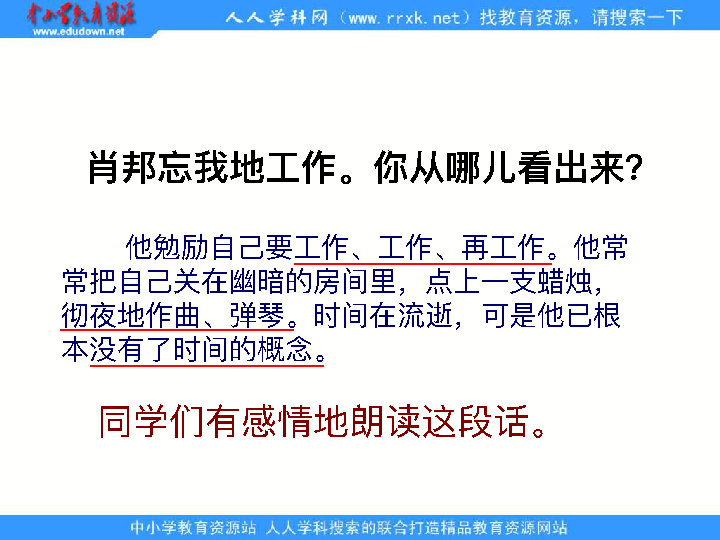 中小学教育资源
www.edudown.net
人人学科网（www.rrxk.net）找教育资源，请搜索一下
肖邦忘我地工作。你从哪儿看出来?
他勉励自己要工作、工作、再工作。他常
常把自己关在幽暗的房间里，点上一支蜡烛，
彻夜地作曲、弹琴。时间在流逝，可是他已根
本没有了时间的概念。
同学们有感情地朗读这段话。
中小学教育资源站 人人学科搜索的联合打造精品教育资源网站